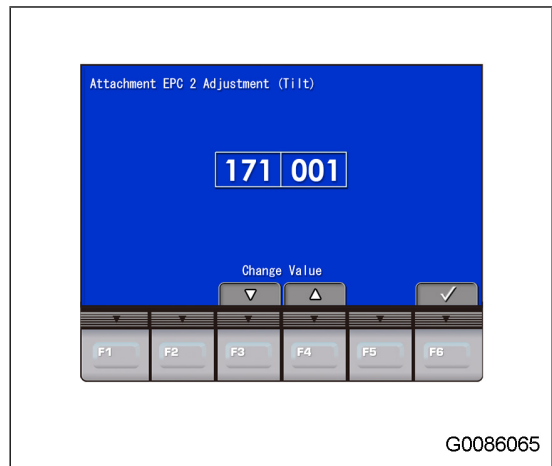 Attachment EPC 2 Adjustment (Tilt)
171 001
Change Value
F1 F2 F3 F4 F5 F6
G0086065